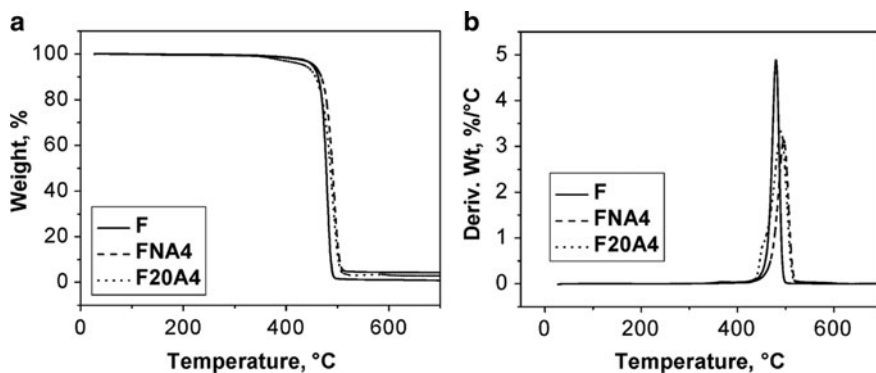 a
100
80
60
40
20
0
Weight, %
F
FNA4
F20A4
0 200 400 600
Temperature, °C
b
5
4
3
2
1
0
Deriv. Wt, %/°C
F
FNA4
F20A4
0 200 400 600
Temperature, °C